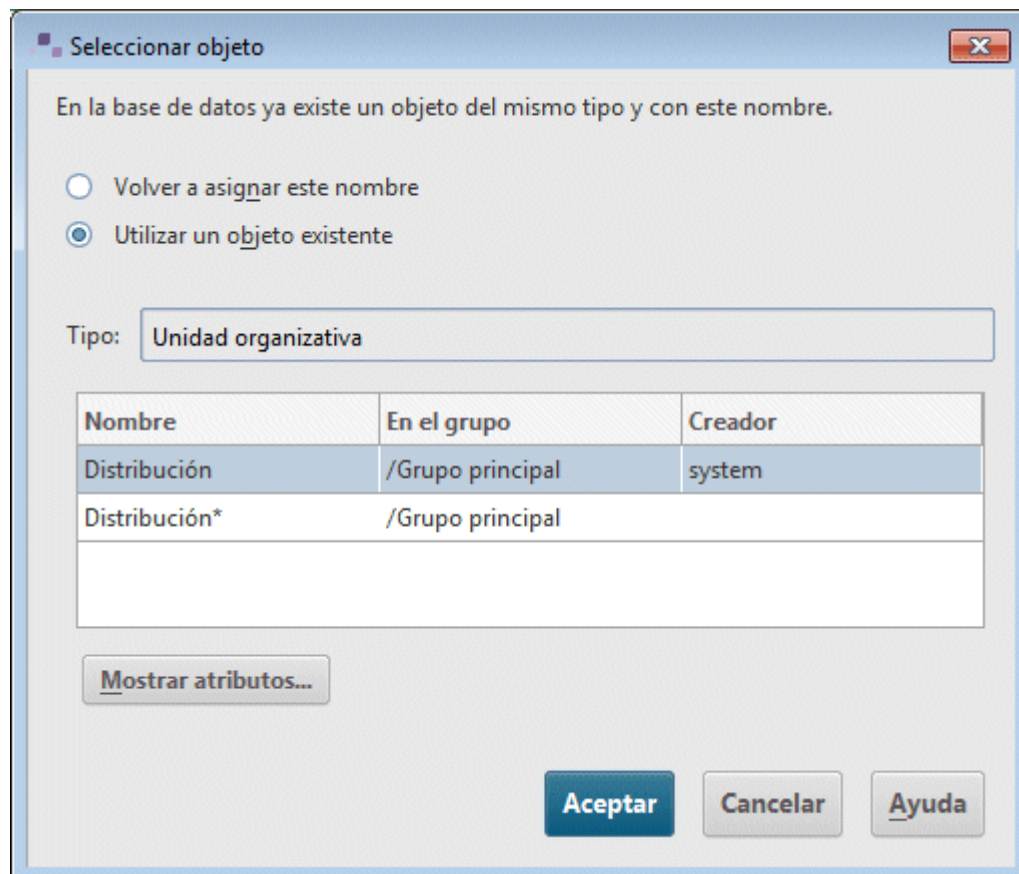 Seleccionar objeto
En la base de datos ya existe un objeto del mismo tipo y con este nombre.
Volver a asignar este nombre
Utilizar un objeto existente
Tipo: Unidad organizativa
Nombre En el grupo Creador
Distribución /Grupo principal system
Distribución* /Grupo principal
Mostrar atributos...
Aceptar Cancelar Ayuda